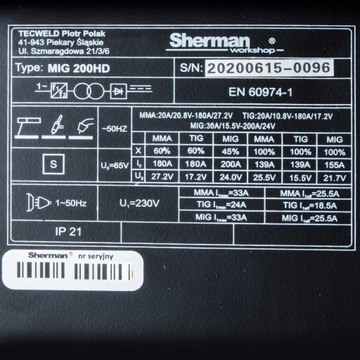 TECWELD Piotr Polak
41-943 Piekary Śląskie
Ul. Szmaragdowa 21/3/6
Sherman
workshop
Type: MIG 200HD
S/N: 20200615-0096
EN 60974-1
MMA:20A/20.8V-180A/27.2V TIG:20A/10.8V-180A/17.2V
MIG:36A/15.5V-200A/24V
~50HZ
MMA TIG MIG MMA TIG MIG
X 60% 60% 45% 100% 100% 100%
S
U₀=65V
I₂ 180A 180A 200A 139A 139A 155A
U₂ 27.2V 17.2V 24.0V 25.5V 15.5V 21.7V
1~50Hz
U₁=230V
MMA I₁max=33A MMA I₁eff=25.5A
TIG I₁max=24A TIG I₁eff=18.5A
MIG I₁max=33A MIG I₁eff=25.5A
IP 21
Sherman nr seryjny